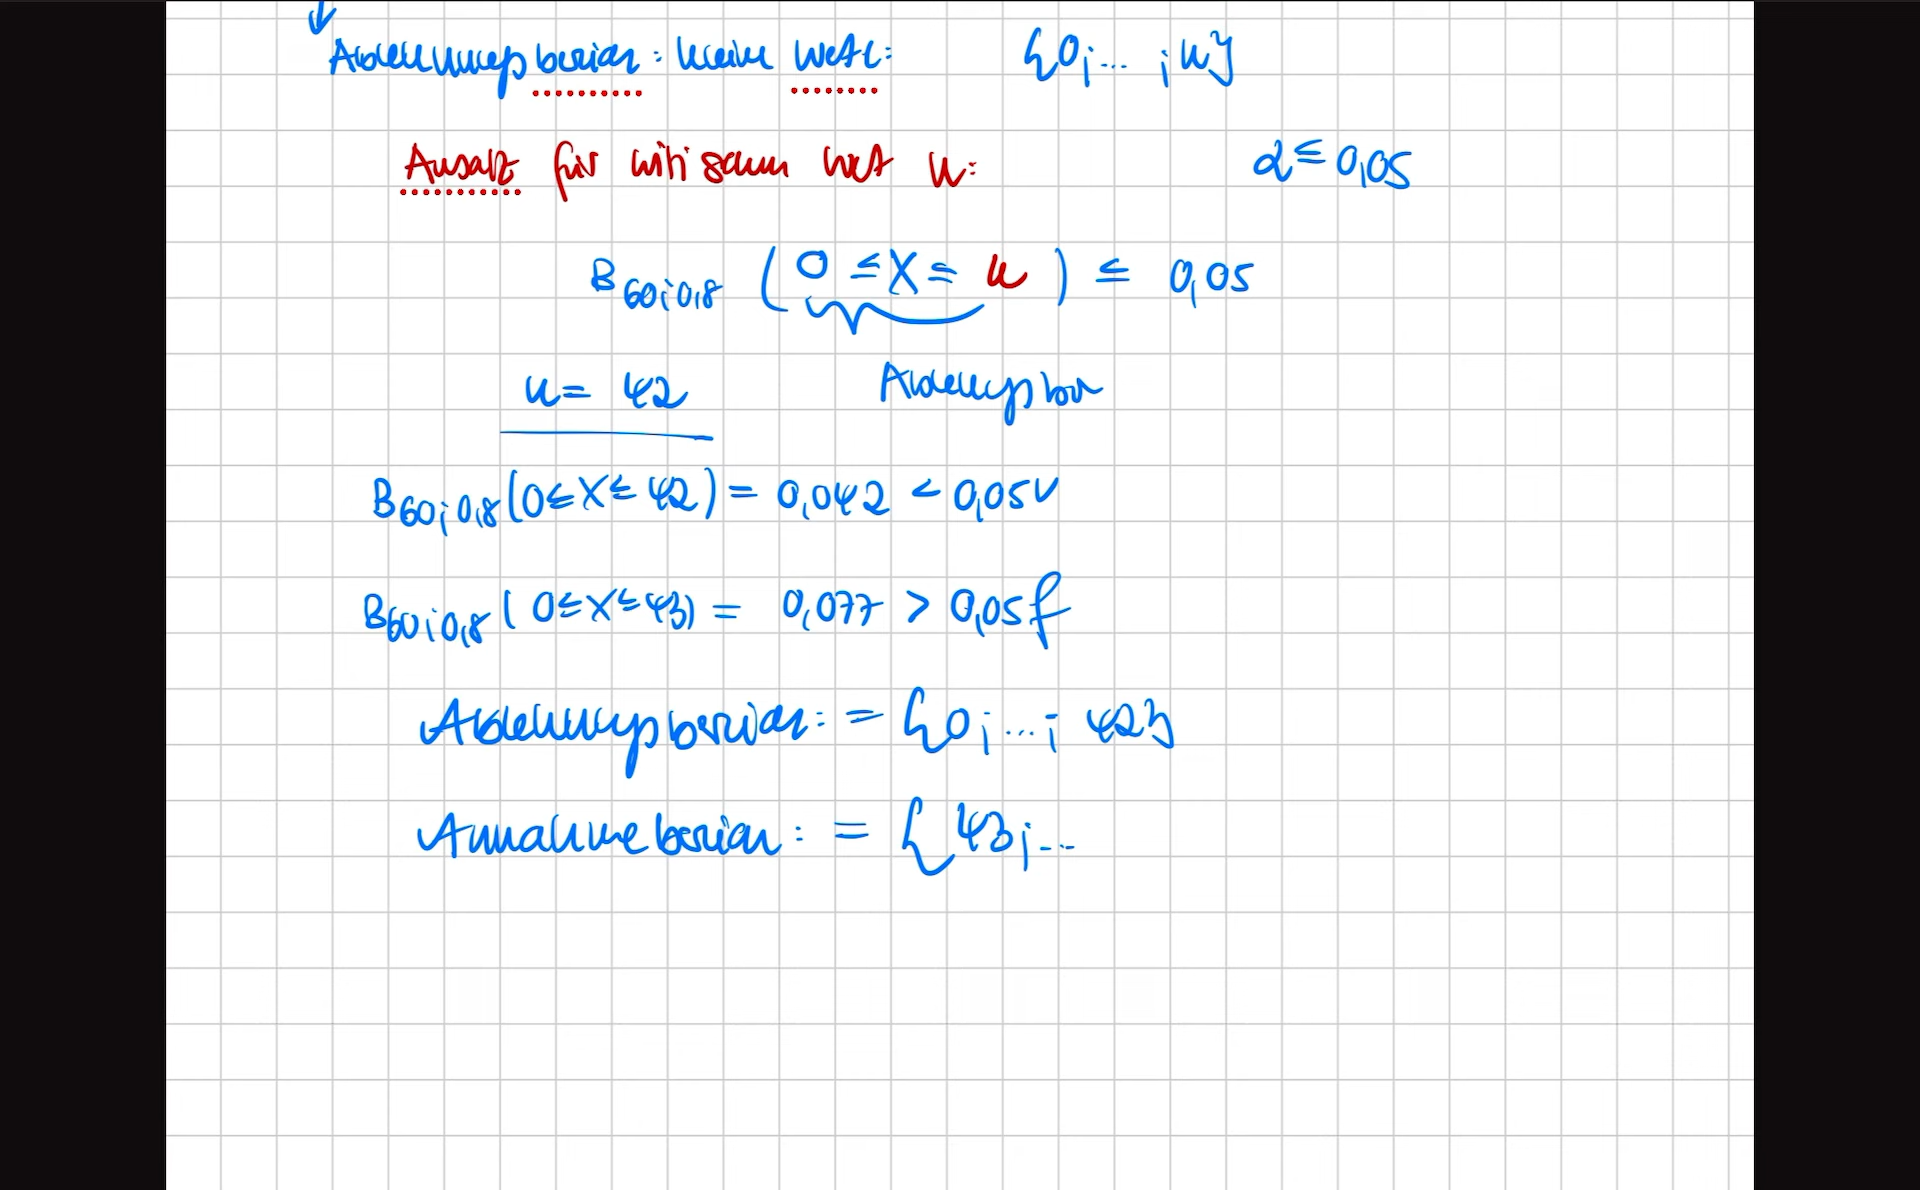 Ablehnungsbereich: kleine Werte: {0;... ;k}
Ansatz für kritischen Wert k: α ≤ 0,05
B60;0,8 (0 ≤ X ≤ k) ≤ 0,05
k = 42 Ablehnungsber
B60;0,8 (0 ≤ X ≤ 42) = 0,042 < 0,05 ✓
B60;0,8 (0 ≤ X ≤ 43) = 0,077 > 0,05 f
Ablehnungsbereich: = {0;...; 42}
Annahmebereich: = {43;...